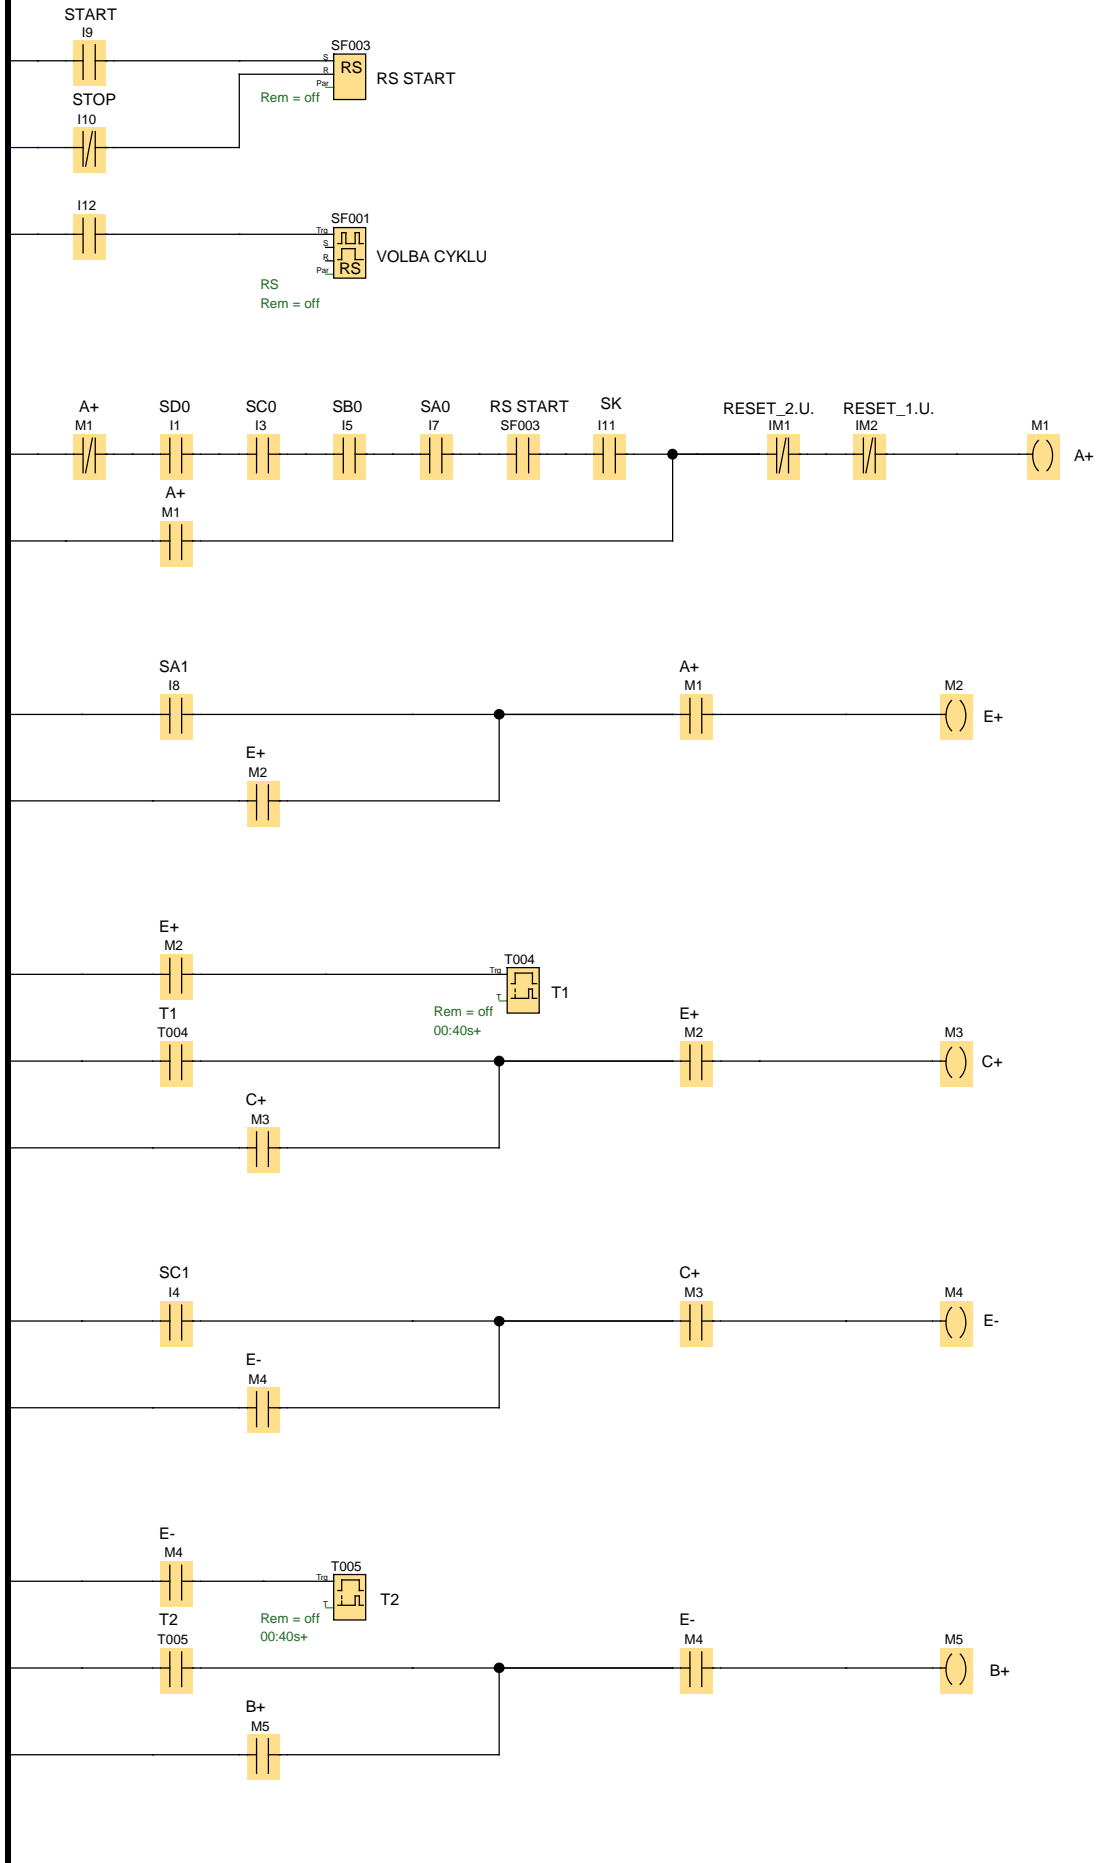 START
I9
SF003
S
R
Par
RS
RS START
Rem = off
STOP
I10
I12
SF001
Trg
S
R
Par
RS
VOLBA CYKLU
RS
Rem = off
A+ SD0 SC0 SB0 SA0 RS START SK RESET_2.U. RESET_1.U.
M1 I1 I3 I5 I7 SF003 I11 IM1 IM2 M1
A+
A+
M1
SA1 A+
I8 M1 M2
E+
E+
M2
E+
M2
T004
Trg
T
T1
Rem = off
00:40s+
T1 E+
T004 M2 M3
C+
C+
M3
SC1 C+
I4 M3 M4
E-
E-
M4
E-
M4
T005
Trg
T
T2
Rem = off
00:40s+
T2 E-
T005 M4 M5
B+
B+
M5